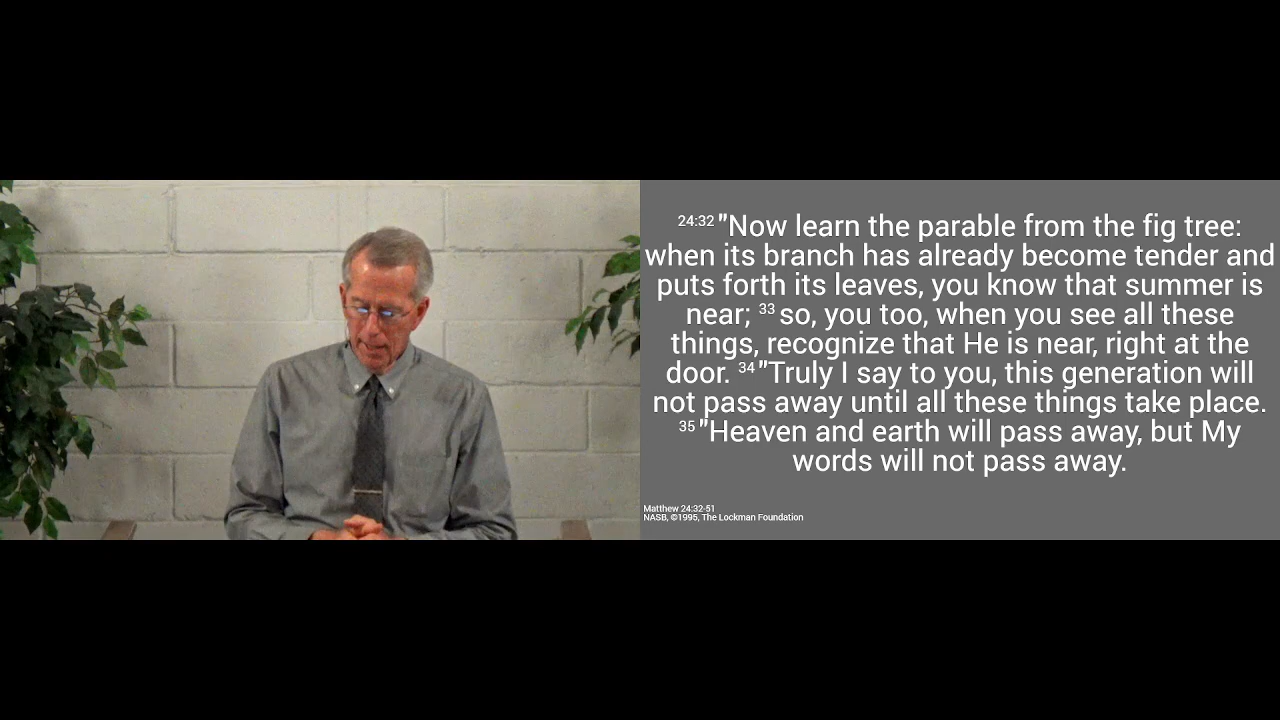 24:32 "Now learn the parable from the fig tree:
when its branch has already become tender and
puts forth its leaves, you know that summer is
near; 33 so, you too, when you see all these
things, recognize that He is near, right at the
door. 34 "Truly I say to you, this generation will
not pass away until all these things take place.
35 "Heaven and earth will pass away, but My
words will not pass away.
Matthew 24:32-51
NASB, ©1995, The Lockman Foundation